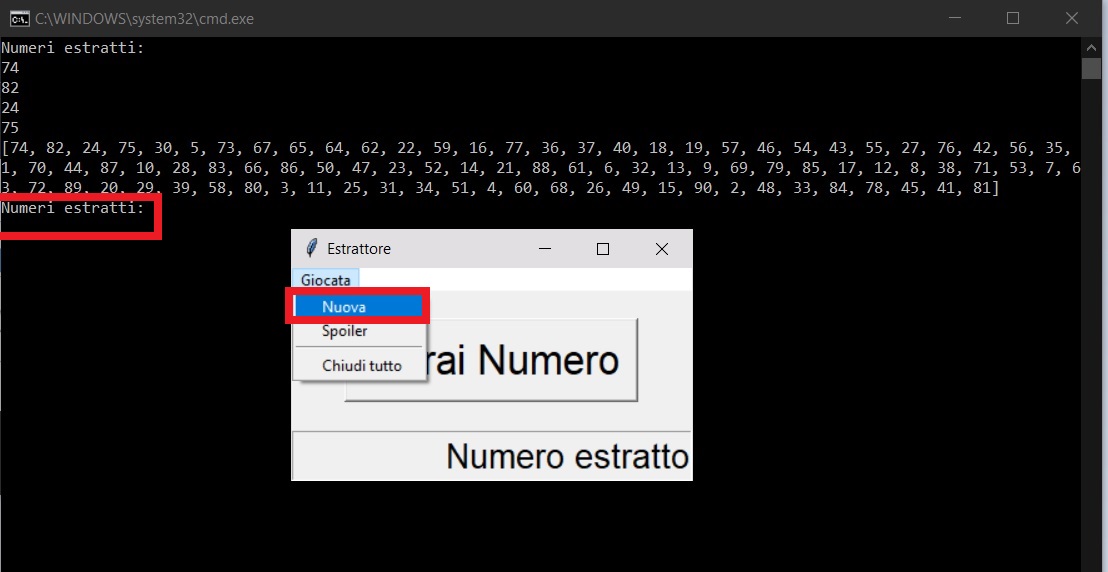 C:\WINDOWS\system32\cmd.exe
Numeri estratti:
74
82
24
75
[74, 82, 24, 75, 30, 5, 73, 67, 65, 64, 62, 22, 59, 16, 77, 36, 37, 40, 18, 19, 57, 46, 54, 43, 55, 27, 76, 42, 56, 35,
1, 70, 44, 87, 10, 28, 83, 66, 86, 50, 47, 23, 52, 14, 21, 88, 61, 6, 32, 13, 9, 69, 79, 85, 17, 12, 8, 38, 71, 53, 7, 6
3, 72, 89, 20, 29, 39, 58, 80, 3, 11, 25, 31, 34, 51, 4, 60, 68, 26, 49, 15, 90, 2, 48, 33, 84, 78, 45, 41, 81]
Numeri estratti:
Estrattore
Giocata
Nuova
Spoiler
Chiudi tutto
rai Numero
Numero estratto